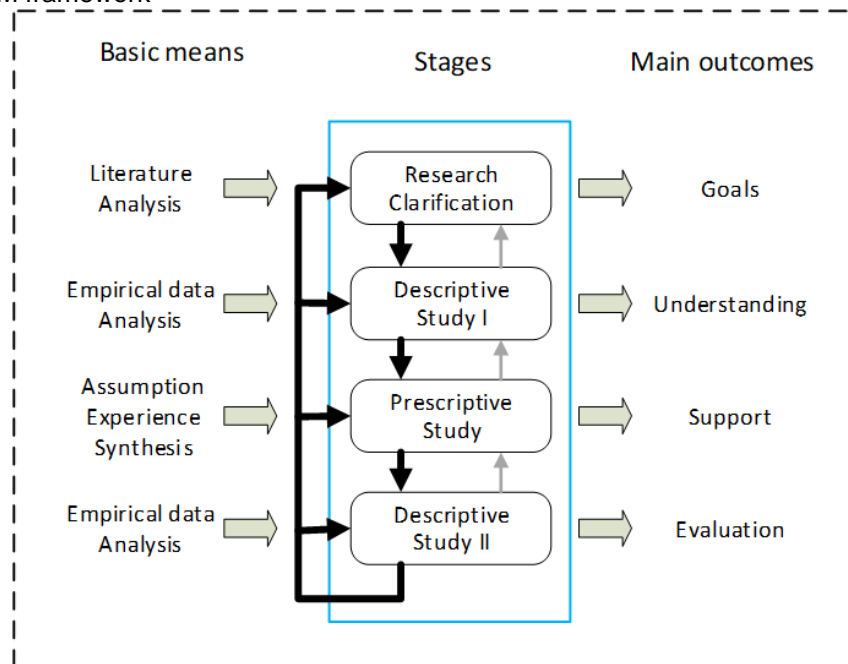 framework
Basic means
Stages
Main outcomes
Literature
Analysis
Research
Clarification
Goals
Empirical data
Analysis
Descriptive
Study I
Understanding
Assumption
Experience
Synthesis
Prescriptive
Study
Support
Empirical data
Analysis
Descriptive
Study II
Evaluation